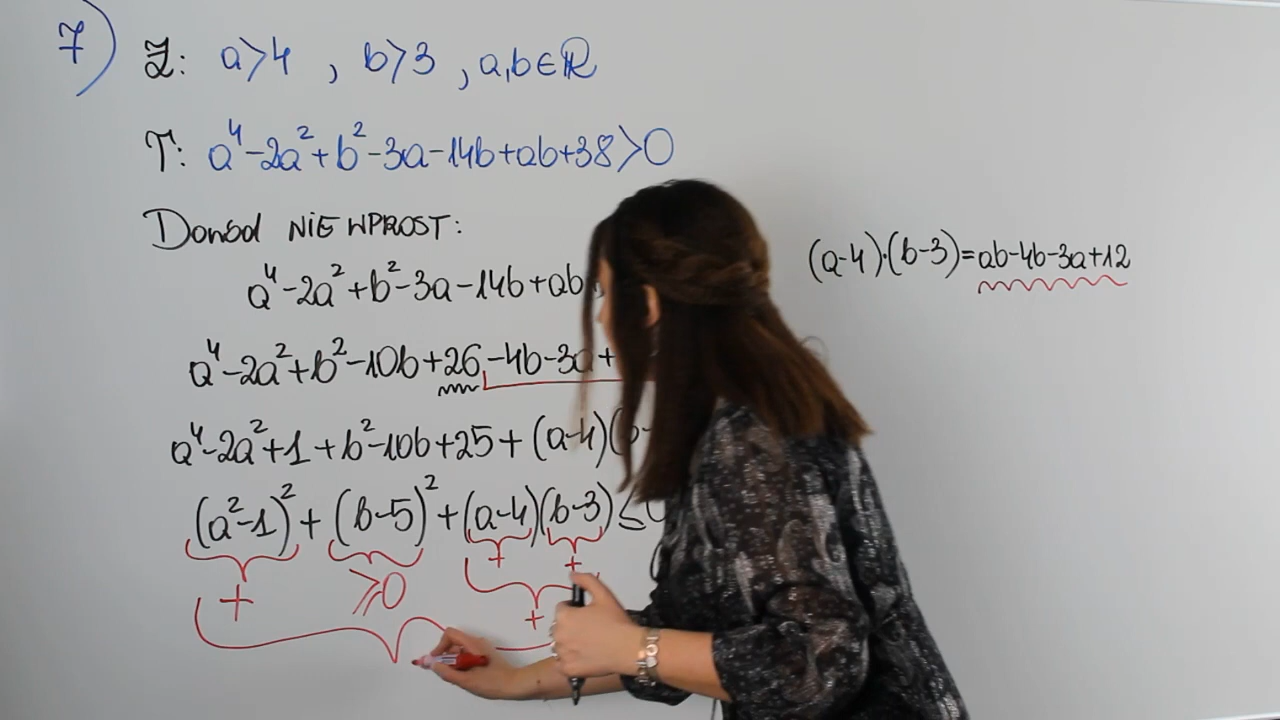 7) Z: a>4 , b>3 , a,b∈ℝ
T: a⁴-2a²+b²-3a-14b+ab+38>0
Dowód NIE WPROST:
a⁴-2a²+b²-3a-14b+ab
(a-4)·(b-3)=ab-4b-3a+12
a⁴-2a²+b²-10b+26-4b-3a+
a⁴-2a²+1+b²-10b+25+(a-4)(b-
(a²-1)²+(b-5)²+(a-4)(b-3)≤0
+ +
+ ≥0 +